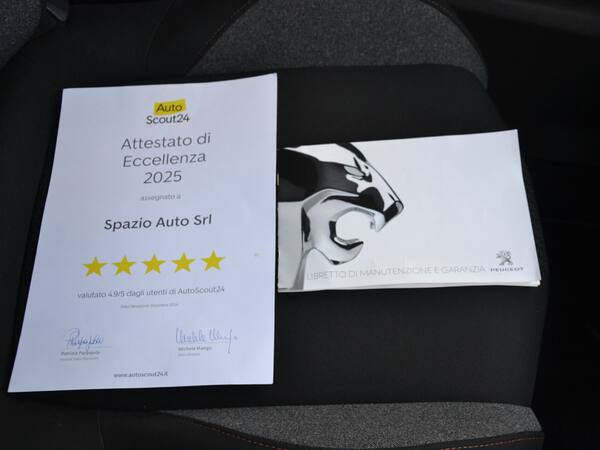 Auto
Scout24
Attestato di
Eccellenza
2025
assegnato a
Spazio Auto Srl
valutato 4.9/5 dagli utenti di AutoScout24
www.autoscout24.it
LIBRETTO DI MANUTENZIONE E GARANZIA
PEUGEOT